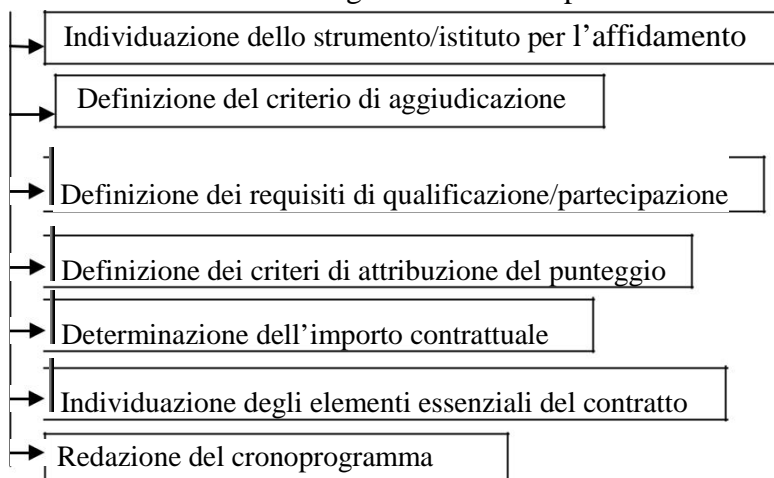 Individuazione dello strumento/istituto per l'affidamento
Definizione del criterio di aggiudicazione
Definizione dei requisiti di qualificazione/partecipazione
Definizione dei criteri di attribuzione del punteggio
Determinazione dell'importo contrattuale
Individuazione degli elementi essenziali del contratto
Redazione del cronoprogramma